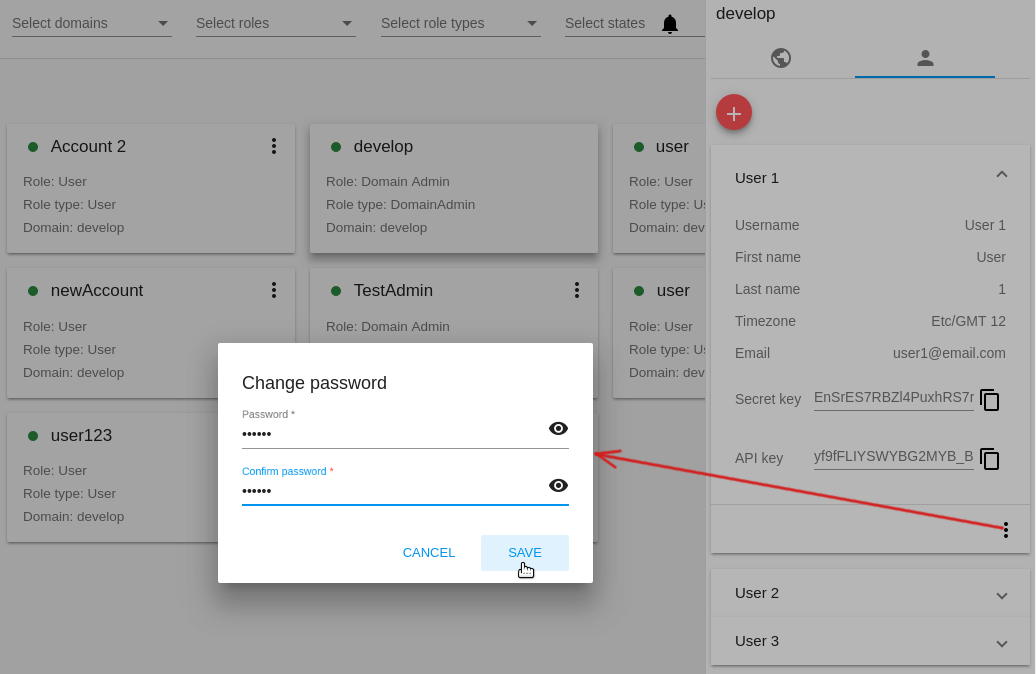 Select domains
Select roles
Select role types
Select states
develop
Account 2
Role: User
Role type: User
Domain: develop
develop
Role: Domain Admin
Role type: DomainAdmin
Domain: develop
user
Role: User
Role type: Us
Domain: dev
newAccount
Role: User
Role type: User
Domain: develop
TestAdmin
Role: Domain Admin
user
Role: User
Role type: Us
Domain: dev
user123
Role: User
Role type: User
Domain: develop
Change password
Password *
••••••
Confirm password *
••••••
CANCEL
SAVE
User 1
Username User 1
First name User
Last name 1
Timezone Etc/GMT 12
Email user1@email.com
Secret key EnSrES7RBZl4PuxhRS7r
API key yf9fFLIYSWYBG2MYB_B
User 2
User 3